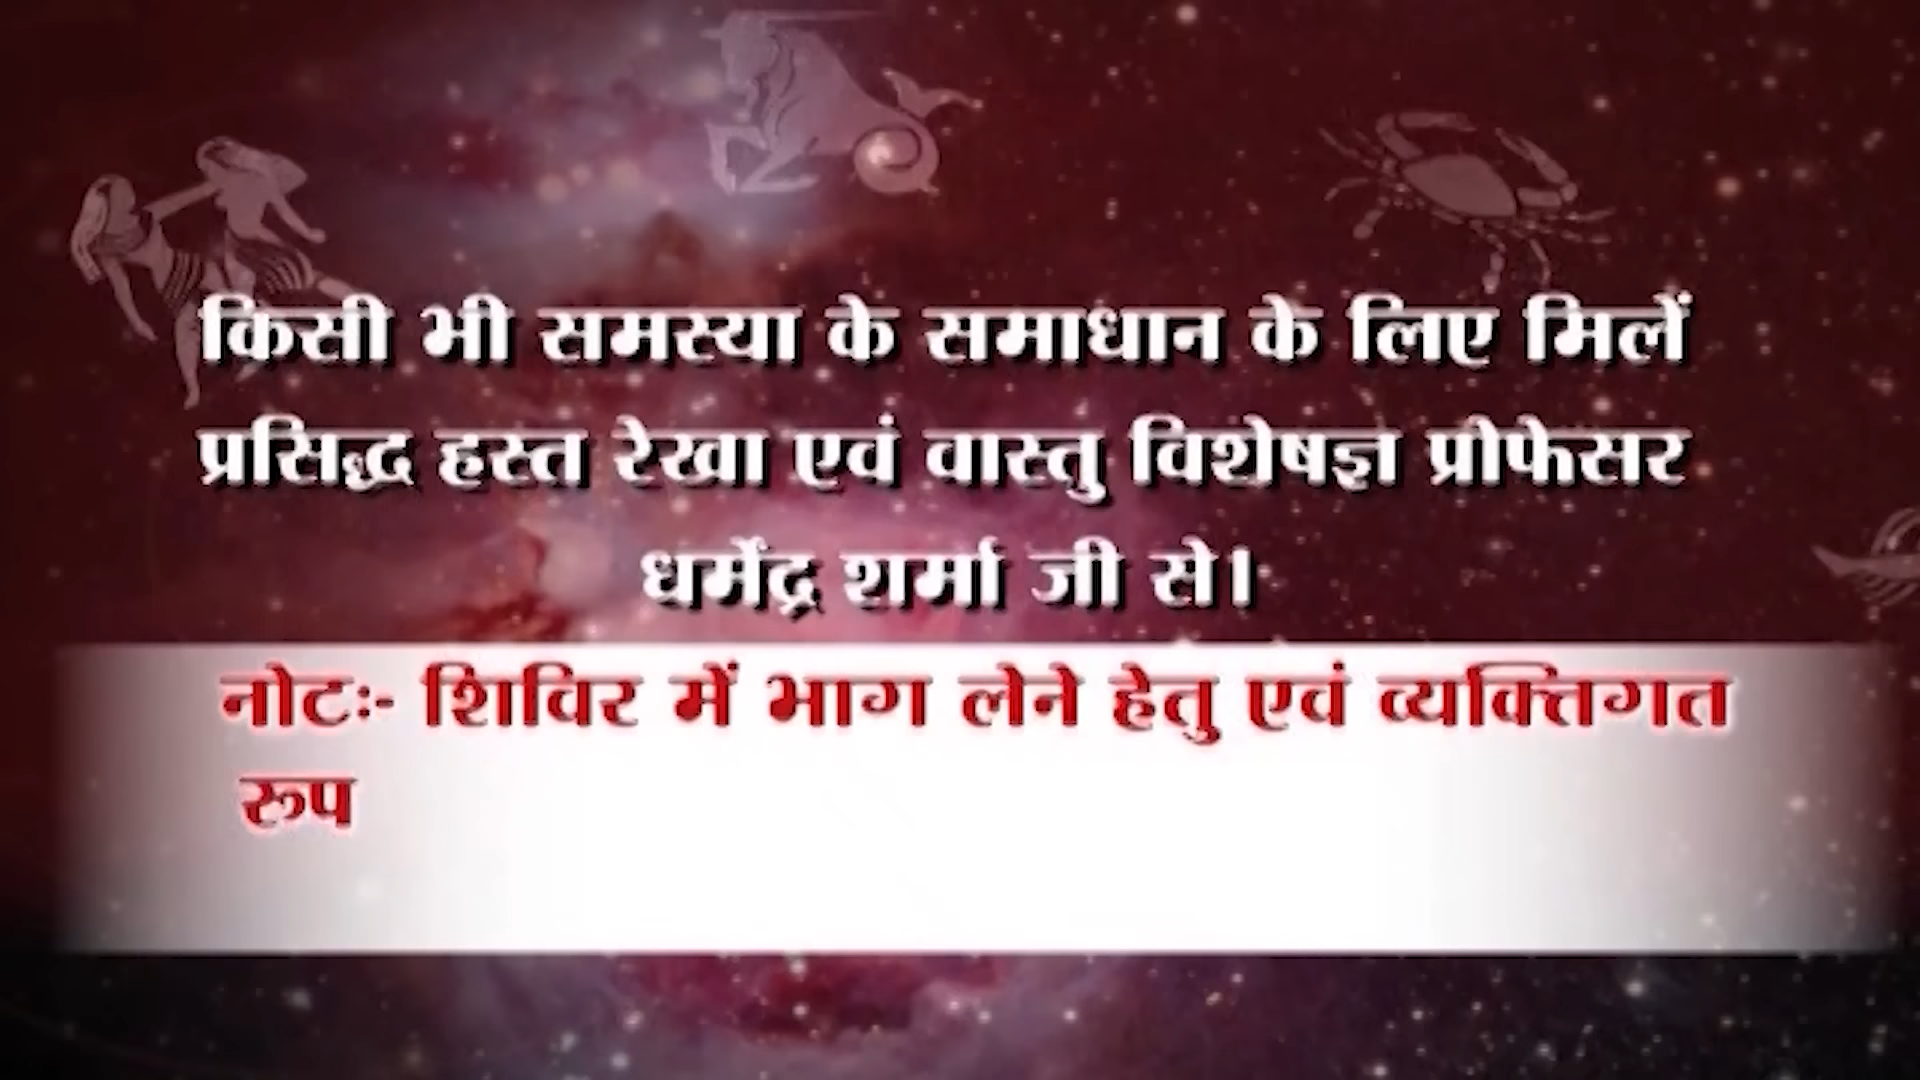 किसी भी समस्या के समाधान के लिए मिलें
प्रसिद्ध हस्त रेखा एवं वास्तु विशेषज्ञ प्रोफेसर
धर्मेंद्र शर्मा जी से।
नोटः- शिविर में भाग लेने हेतु एवं व्यक्तिगत
रूप